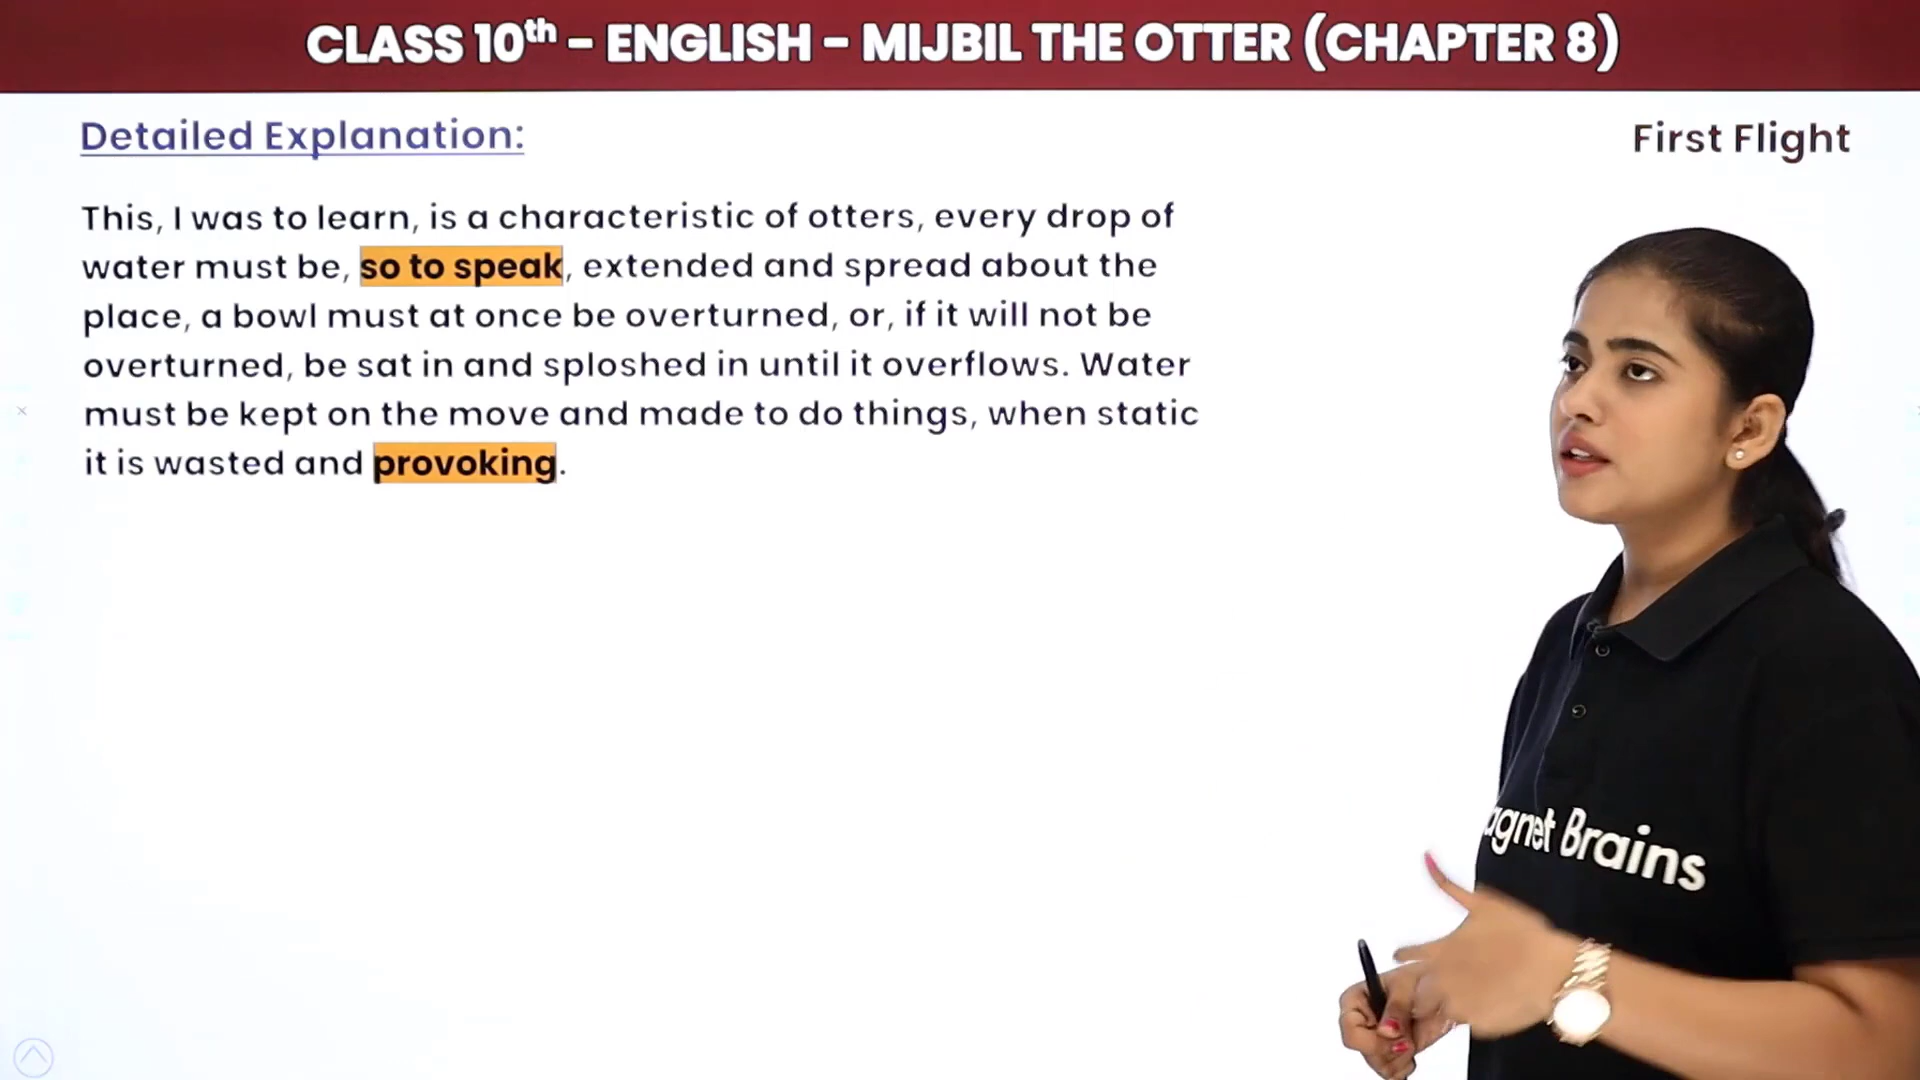 CLASS 10th – ENGLISH – MIJBIL THE OTTER (CHAPTER 8)
Detailed Explanation:
First Flight
This, I was to learn, is a characteristic of otters, every drop of
water must be, so to speak, extended and spread about the
place, a bowl must at once be overturned, or, if it will not be
overturned, be sat in and sploshed in until it overflows. Water
must be kept on the move and made to do things, when static
it is wasted and provoking.
agnet Brains